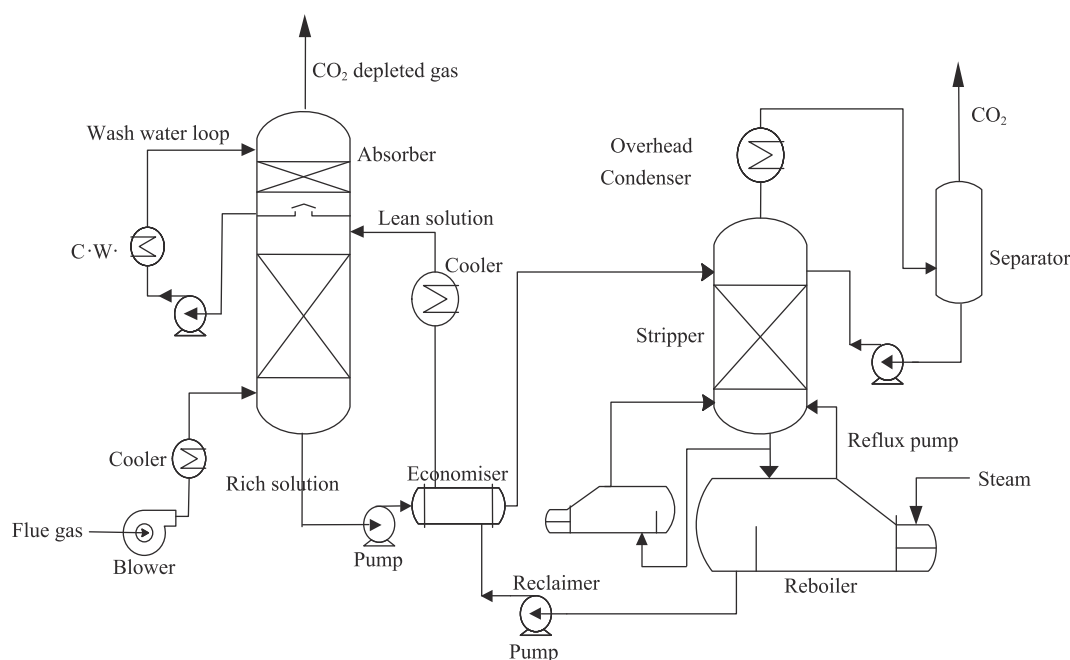 CO₂ depleted gas
Wash water loop
Absorber
CO₂
Overhead
Condenser
Lean solution
C·W·
Cooler
Separator
Stripper
Cooler
Rich solution
Economiser
Reflux pump
Steam
Flue gas
Blower
Pump
Reclaimer
Reboiler
Pump